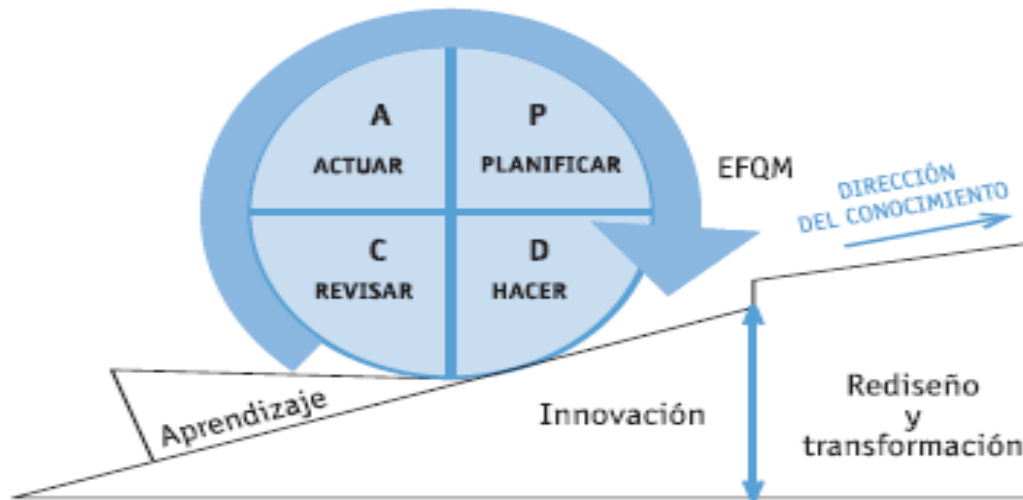 A
ACTUAR
P
PLANIFICAR
C
REVISAR
D
HACER
EFQM
DIRECCIÓN
DEL CONOCIMIENTO
Aprendizaje
Innovación
Rediseño
y
transformación